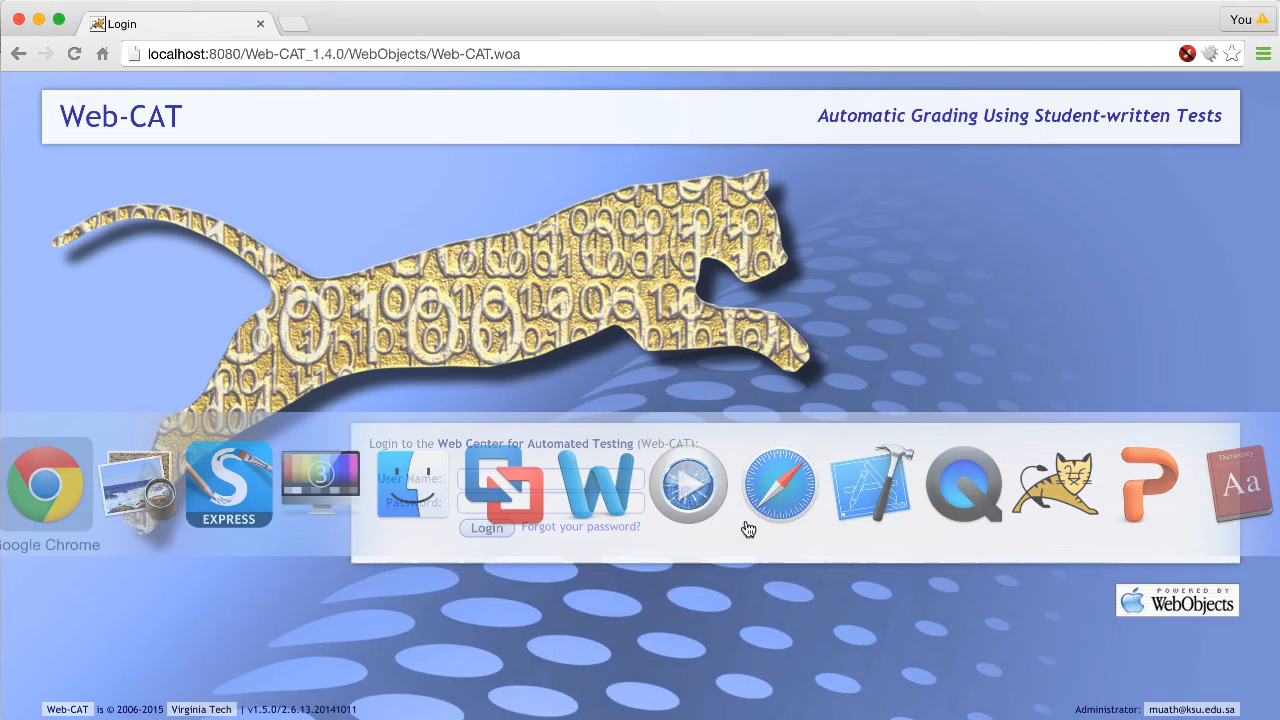 Login
You
localhost:8080/Web-CAT_1.4.0/WebObjects/Web-CAT.woa
Web-CAT
Automatic Grading Using Student-written Tests
Login to the Web Center for Automated Testing (Web-CAT):
User Name:
Password:
Login Forgot your password?
EXPRESS
3
Dictionary
Aa
Google Chrome
POWERED BY
WebObjects
Web-CAT is © 2006-2015 Virginia Tech | v1.5.0/2.6.13.20141011
Administrator: muath@ksu.edu.sa